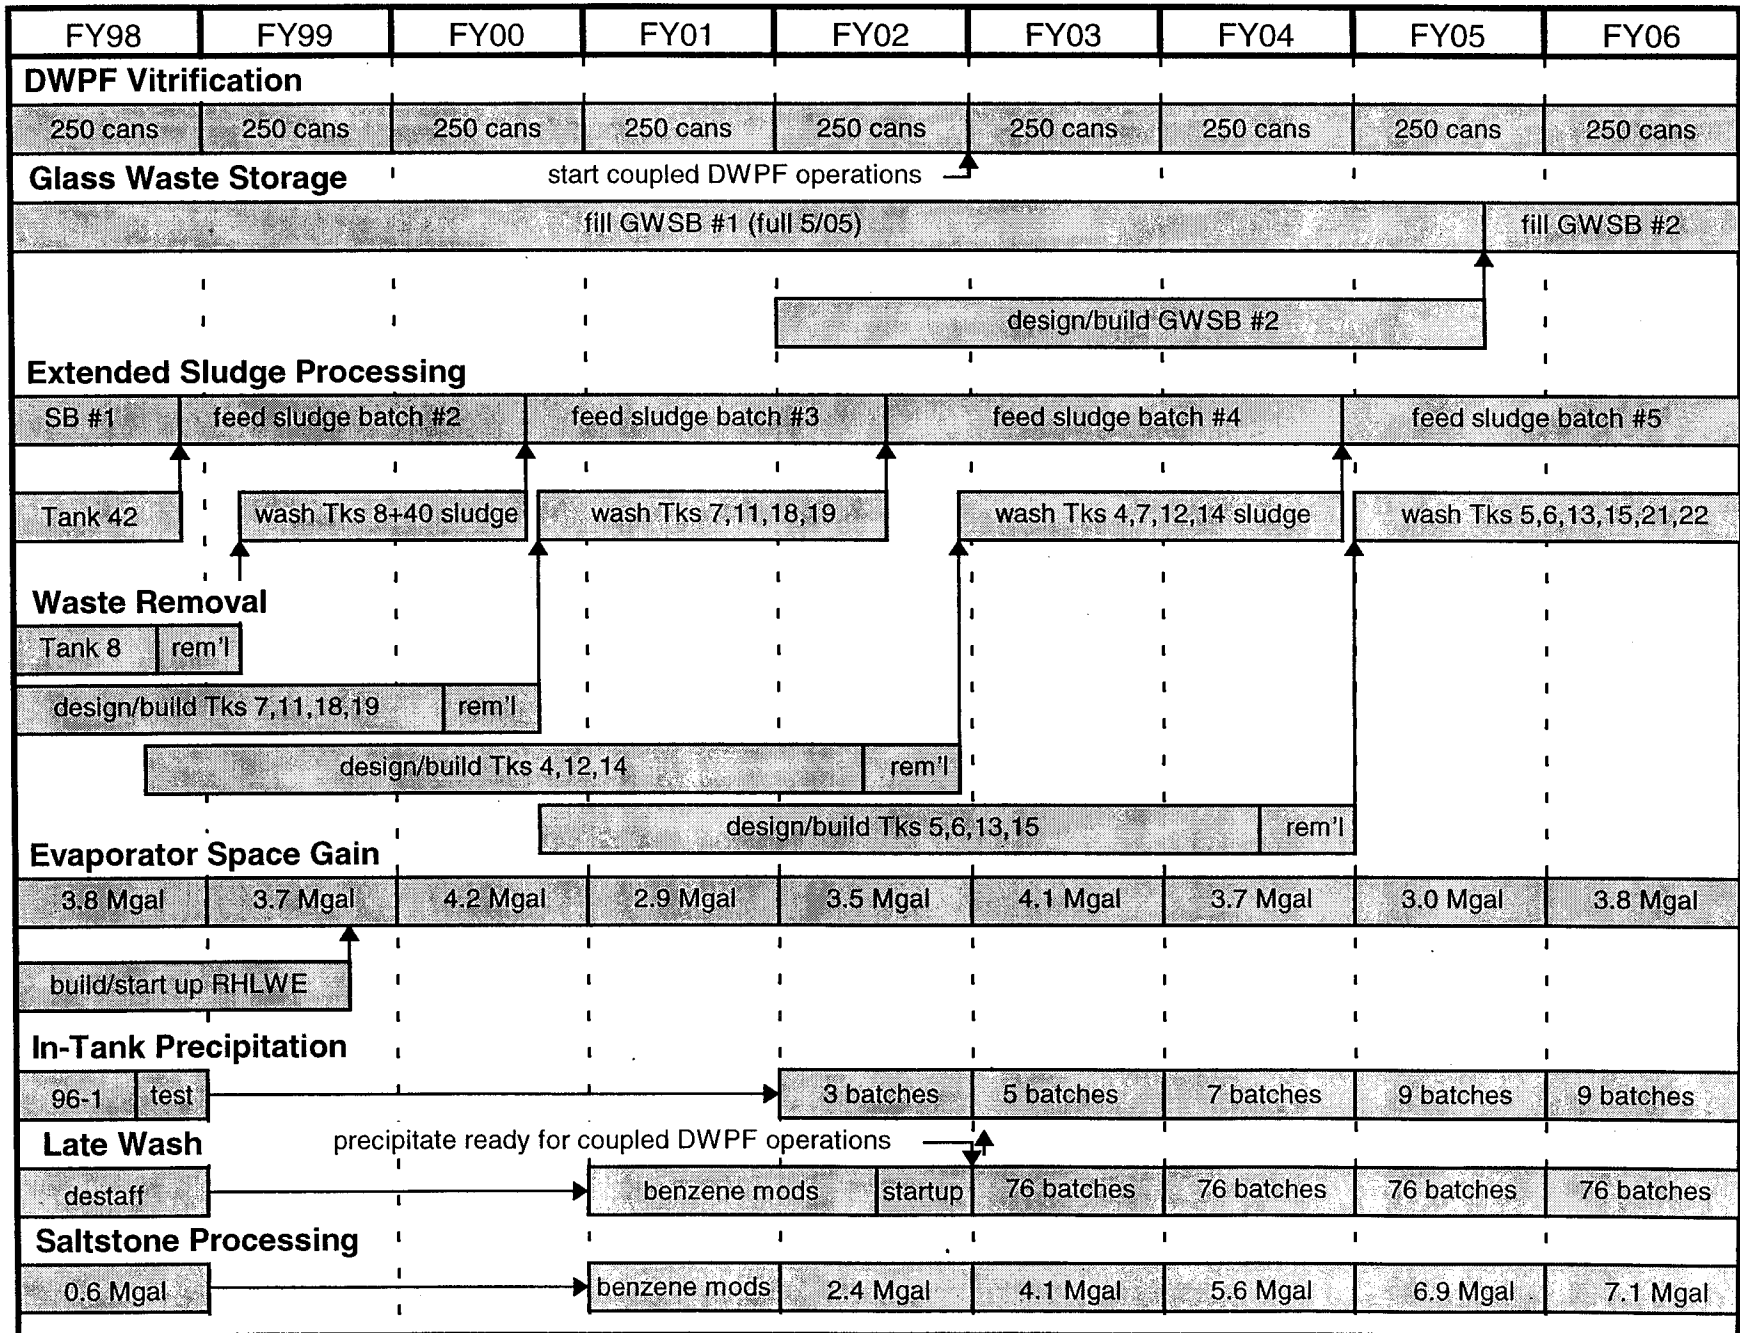 FY98 FY99 FY00 FY01 FY02 FY03 FY04 FY05 FY06
DWPF Vitrification
250 cans 250 cans 250 cans 250 cans 250 cans 250 cans 250 cans 250 cans 250 cans
Glass Waste Storage start coupled DWPF operations
fill GWSB #1 (full 5/05) fill GWSB #2
design/build GWSB #2
Extended Sludge Processing
SB #1 feed sludge batch #2 feed sludge batch #3 feed sludge batch #4 feed sludge batch #5
Tank 42 wash Tks 8+40 sludge wash Tks 7,11,18,19 wash Tks 4,7,12,14 sludge wash Tks 5,6,13,15,21,22
Waste Removal
Tank 8 rem'l
design/build Tks 7,11,18,19 rem'l
design/build Tks 4,12,14 rem'l
design/build Tks 5,6,13,15 rem'l
Evaporator Space Gain
3.8 Mgal 3.7 Mgal 4.2 Mgal 2.9 Mgal 3.5 Mgal 4.1 Mgal 3.7 Mgal 3.0 Mgal 3.8 Mgal
build/start up RHLWE
In-Tank Precipitation
96-1 test 3 batches 5 batches 7 batches 9 batches 9 batches
Late Wash precipitate ready for coupled DWPF operations
destaff benzene mods startup 76 batches 76 batches 76 batches 76 batches
Saltstone Processing
0.6 Mgal benzene mods 2.4 Mgal 4.1 Mgal 5.6 Mgal 6.9 Mgal 7.1 Mgal